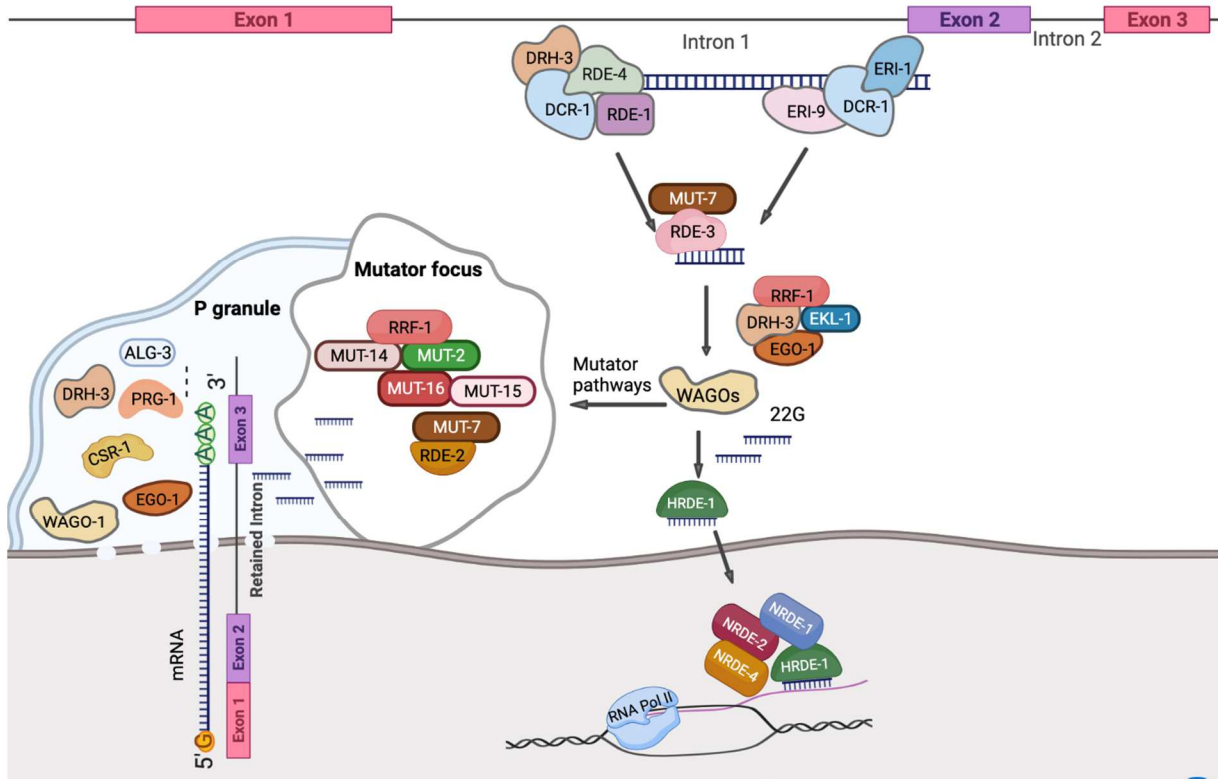 Exon 1
Exon 2
Exon 3
Intron 1
Intron 2
DRH-3
RDE-4
DCR-1
RDE-1
ERI-1
ERI-9
DCR-1
MUT-7
RDE-3
RRF-1
DRH-3
EKL-1
EGO-1
Mutator
pathways
WAGOs
22G
HRDE-1
Mutator focus
RRF-1
MUT-14
MUT-2
MUT-16
MUT-15
MUT-7
RDE-2
P granule
ALG-3
DRH-3
PRG-1
CSR-1
EGO-1
WAGO-1
3'
AAA
Exon 3
Retained Intron
mRNA
Exon 2
Exon 1
G
5'
NRDE-1
NRDE-2
NRDE-4
HRDE-1
RNA Pol II